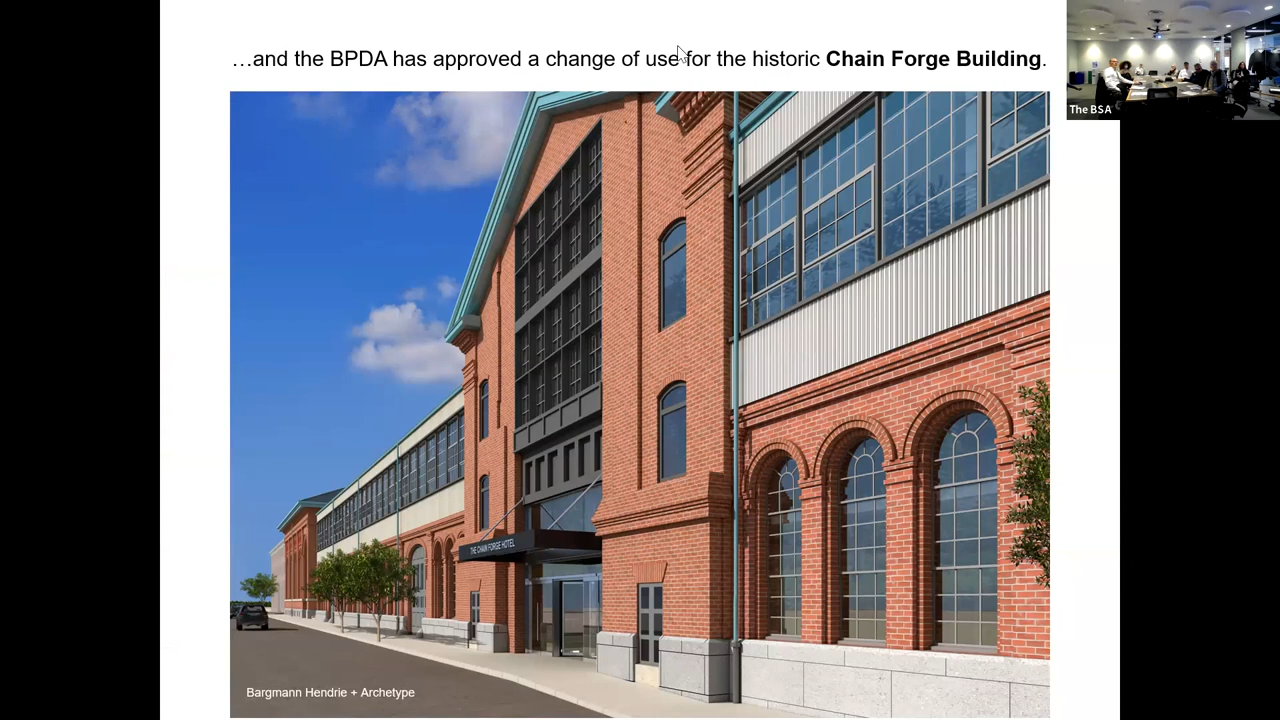 …and the BPDA has approved a change of use for the historic Chain Forge Building.
The BSA
THE CHAIN FORGE HOTEL
Bargmann Hendrie + Archetype